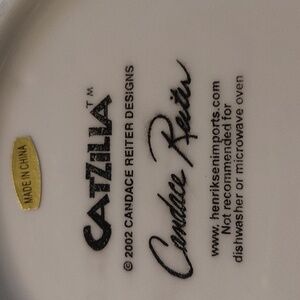 MADE IN CHINA
CATZILLA™
© 2002 CANDACE REITER DESIGNS
Candace Reiter
www. henriksenimports.com
Not recommended for
dishwasher or microwave oven